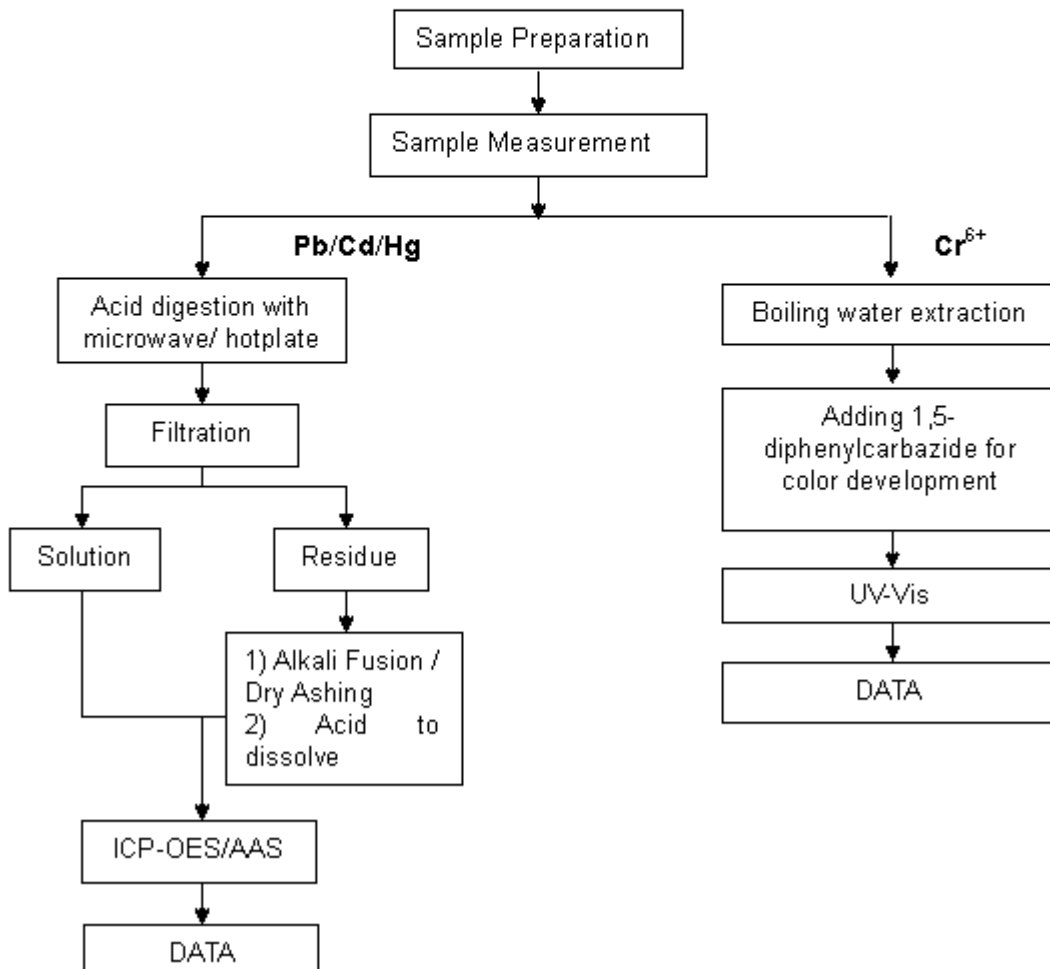 Sample Preparation
Sample Measurement
Pb/Cd/Hg
Cr⁶⁺
Acid digestion with
microwave/ hotplate
Boiling water extraction
Filtration
Adding 1,5-
diphenylcarbazide for
color development
Solution
Residue
UV-Vis
1) Alkali Fusion /
Dry Ashing
2) Acid to
dissolve
DATA
ICP-OES/AAS
DATA